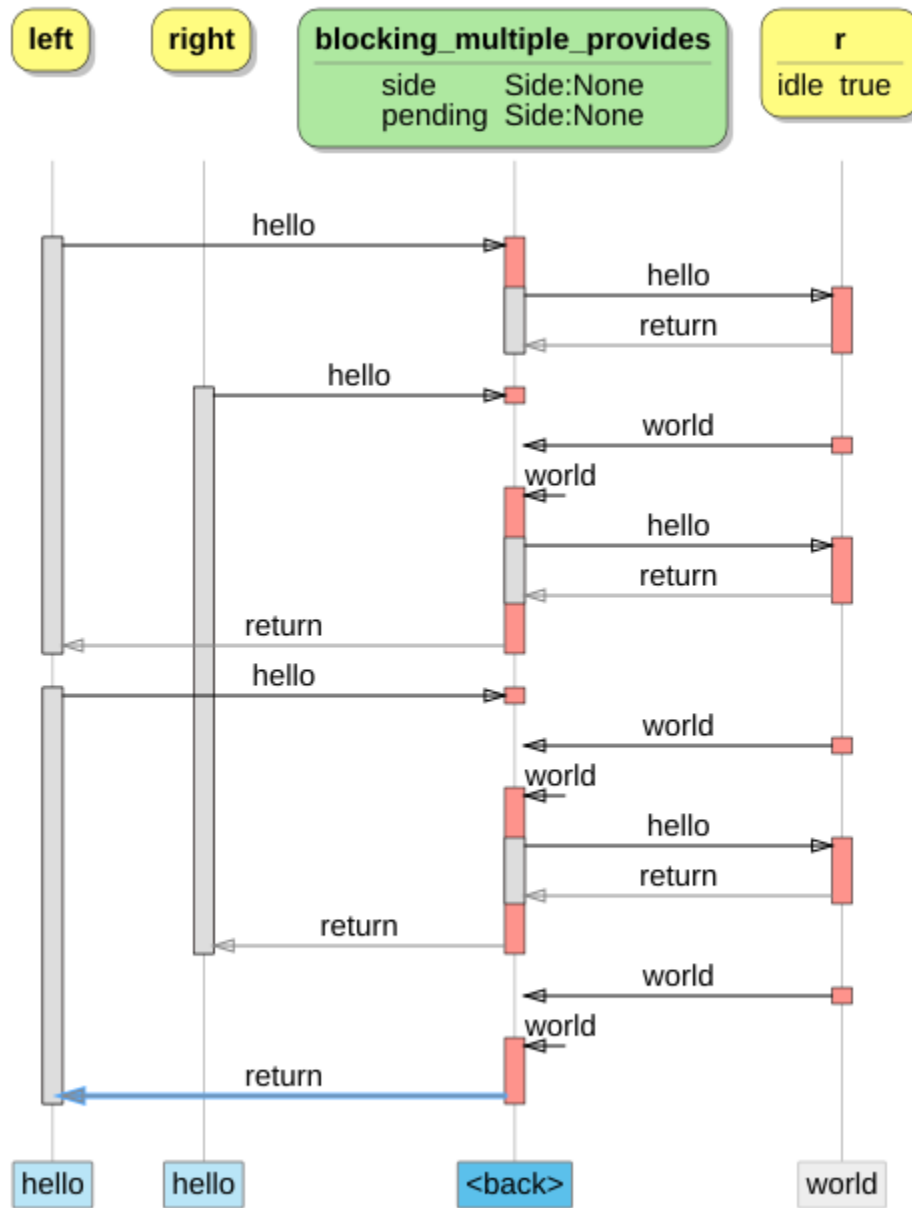 left
right
blocking_multiple_provides
r
side Side:None
idle true
pending Side:None
hello
hello
return
hello
world
world
hello
return
return
hello
world
world
hello
return
return
world
world
return
hello
hello
<back>
world